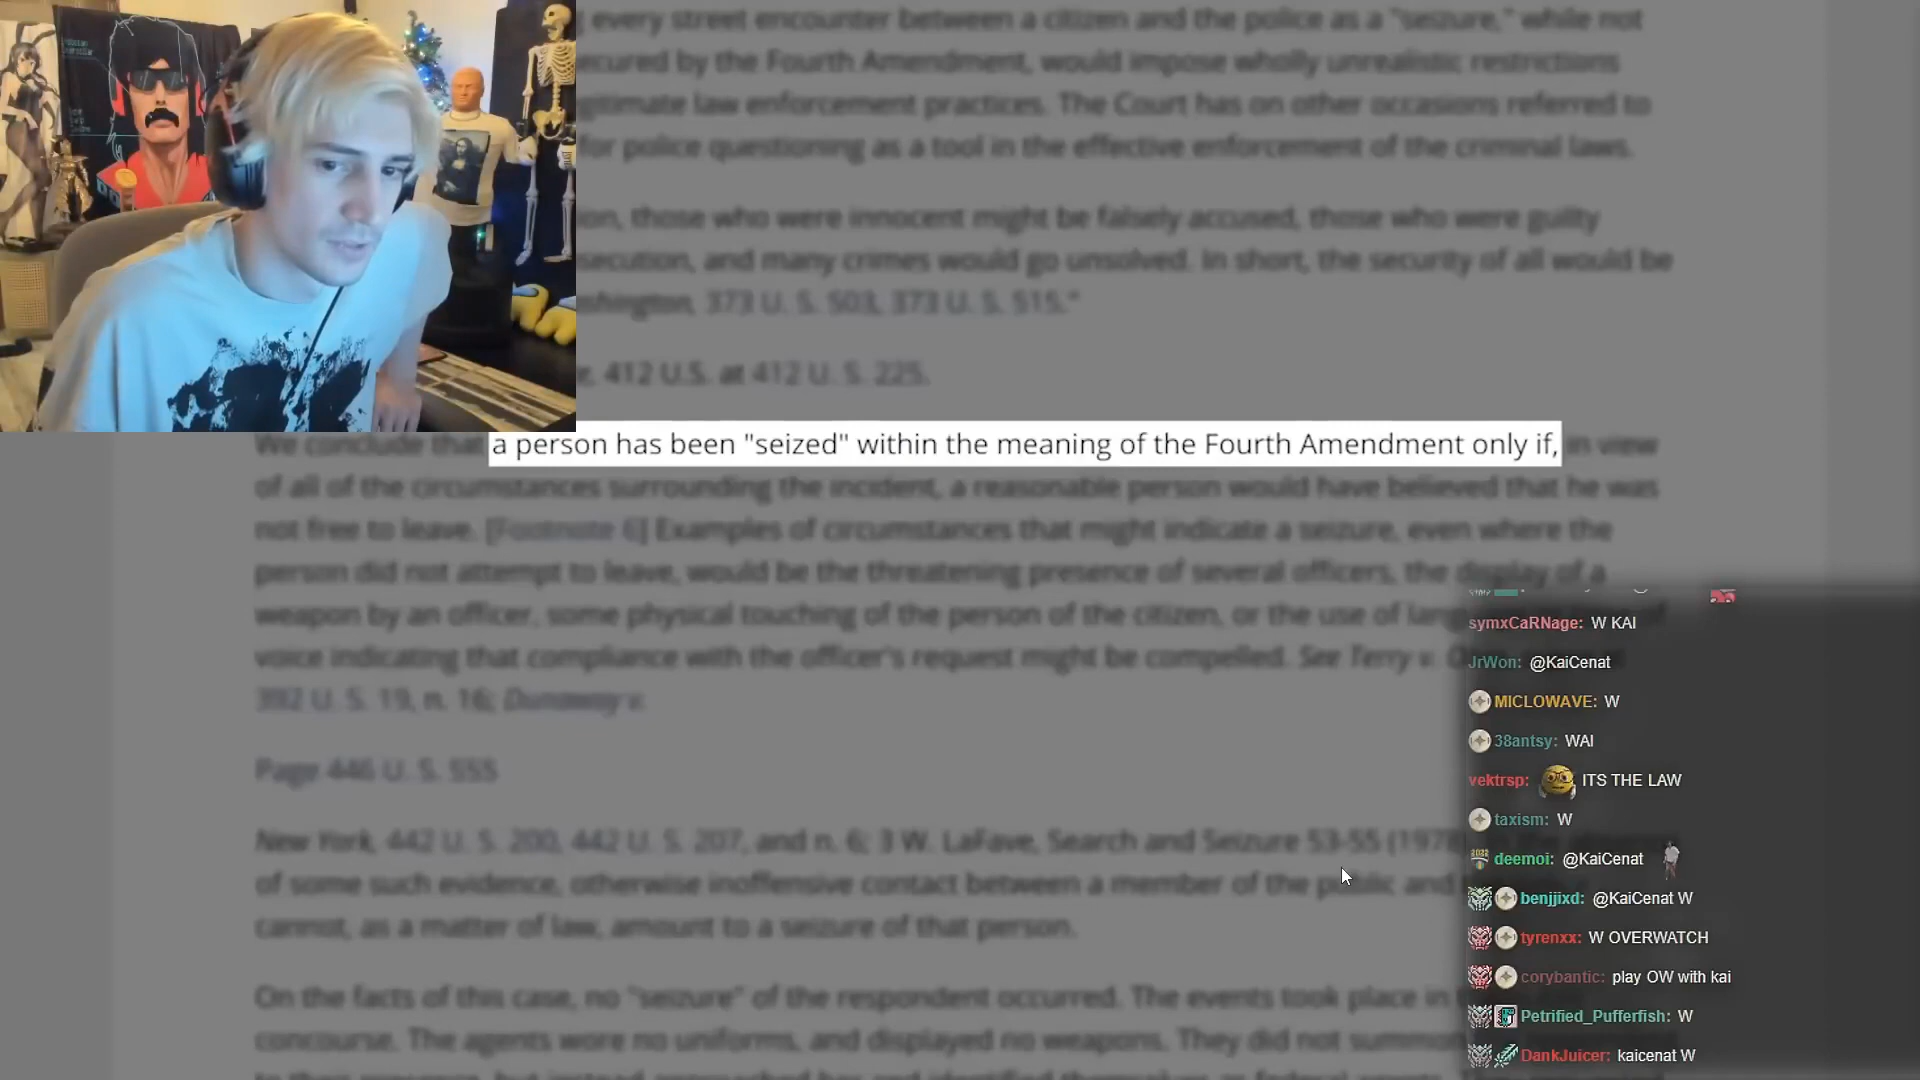 every street encounter between a citizen and the police as a "seizure," while not
ecured by the Fourth Amendment, would impose wholly unrealistic restrictions
gitimate law enforcement practices. The Court has on other occasions referred to
for police questioning as a tool in the effective enforcement of the criminal laws.
on, those who were innocent might be falsely accused, those who were guilty
secution, and many crimes would go unsolved. In short, the security of all would be
shington, 373 U. S. 503, 373 U. S. 515."
412 U.S. at 412 U. S. 225.
We conclude that a person has been "seized" within the meaning of the Fourth Amendment only if, in view
of all of the circumstances surrounding the incident, a reasonable person would have believed that he was
not free to leave. [Footnote 6] Examples of circumstances that might indicate a seizure, even where the
person did not attempt to leave, would be the threatening presence of several officers, the display of a
weapon by an officer, some physical touching of the person of the citizen, or the use of lang
voice indicating that compliance with the officer's request might be compelled. See Terry v.
392 U. S. 19, n. 16; Dunaway v.
Page 446 U. S. 555
New York, 442 U. S. 200, 442 U. S. 207, and n. 6; 3 W. LaFave, Search and Seizure 53-55 (1978
of some such evidence, otherwise inoffensive contact between a member of the public and
cannot, as a matter of law, amount to a seizure of that person.
On the facts of this case, no "seizure" of the respondent occurred. The events took place in
concourse. The agents wore no uniforms, and displayed no weapons. They did not summon
symxCaRNage: W KAI
JrWon: @KaiCenat
MICLOWAVE: W
38antsy: WAI
vektrsp: ITS THE LAW
taxism: W
deemoi: @KaiCenat
benjjixd: @KaiCenat W
tyrenxx: W OVERWATCH
corybantic: play OW with kai
Petrified_Pufferfish: W
DankJuicer: kaicenat W